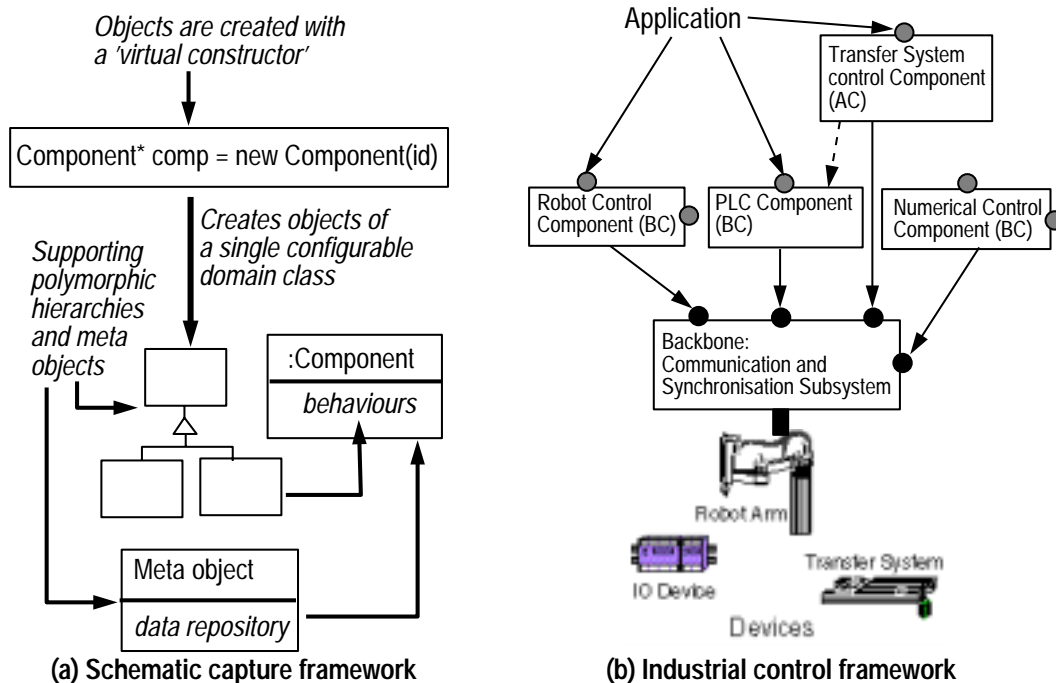 Objects are created with
a 'virtual constructor'
Component* comp = new Component(id)
Creates objects of
a single configurable
domain class
Supporting
polymorphic
hierarchies
and meta
objects
:Component
behaviours
Meta object
data repository
(a) Schematic capture framework
Application
Transfer System
control Component
(AC)
Robot Control
Component (BC)
PLC Component
(BC)
Numerical Control
Component (BC)
Backbone:
Communication and
Synchronisation Subsystem
Robot Arm
IO Device
Transfer System
Devices
(b) Industrial control framework